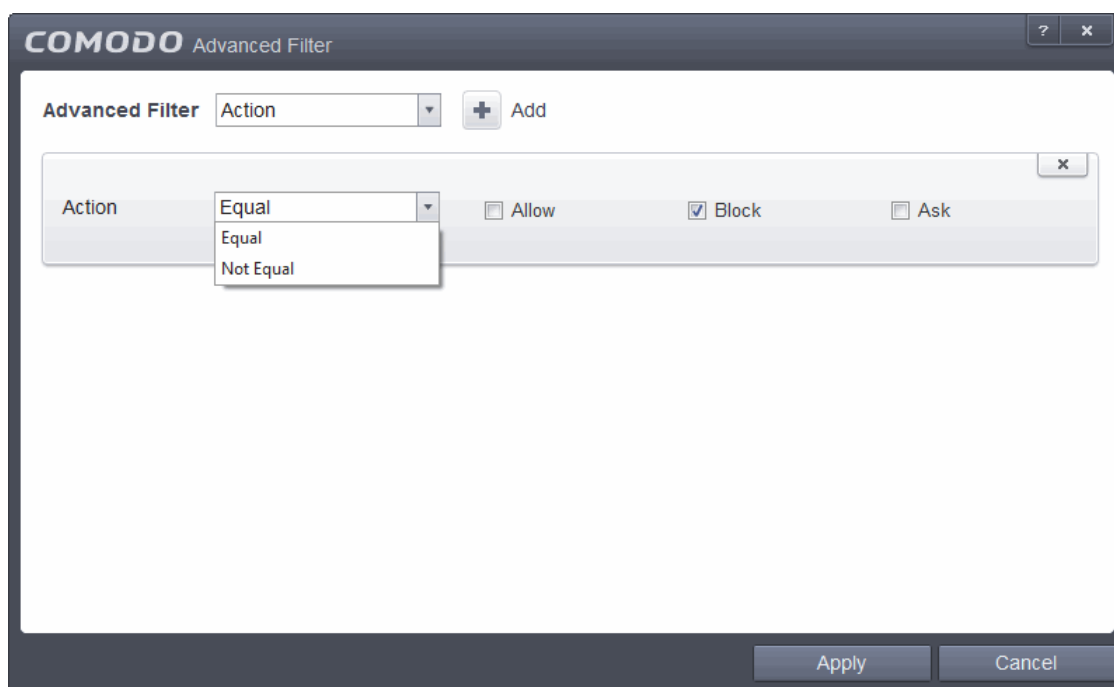 COMODO Advanced Filter ? x
Advanced Filter Action + Add
x
Action Equal Allow Block Ask
Equal
Not Equal
Apply Cancel